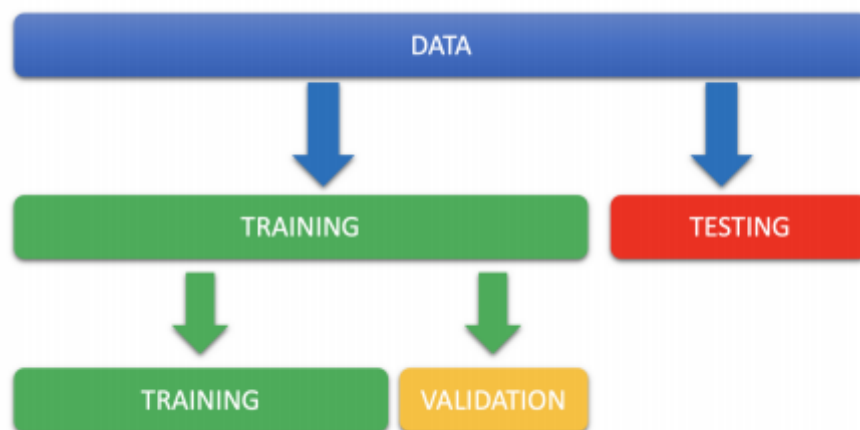 DATA
TRAINING
TESTING
TRAINING
VALIDATION